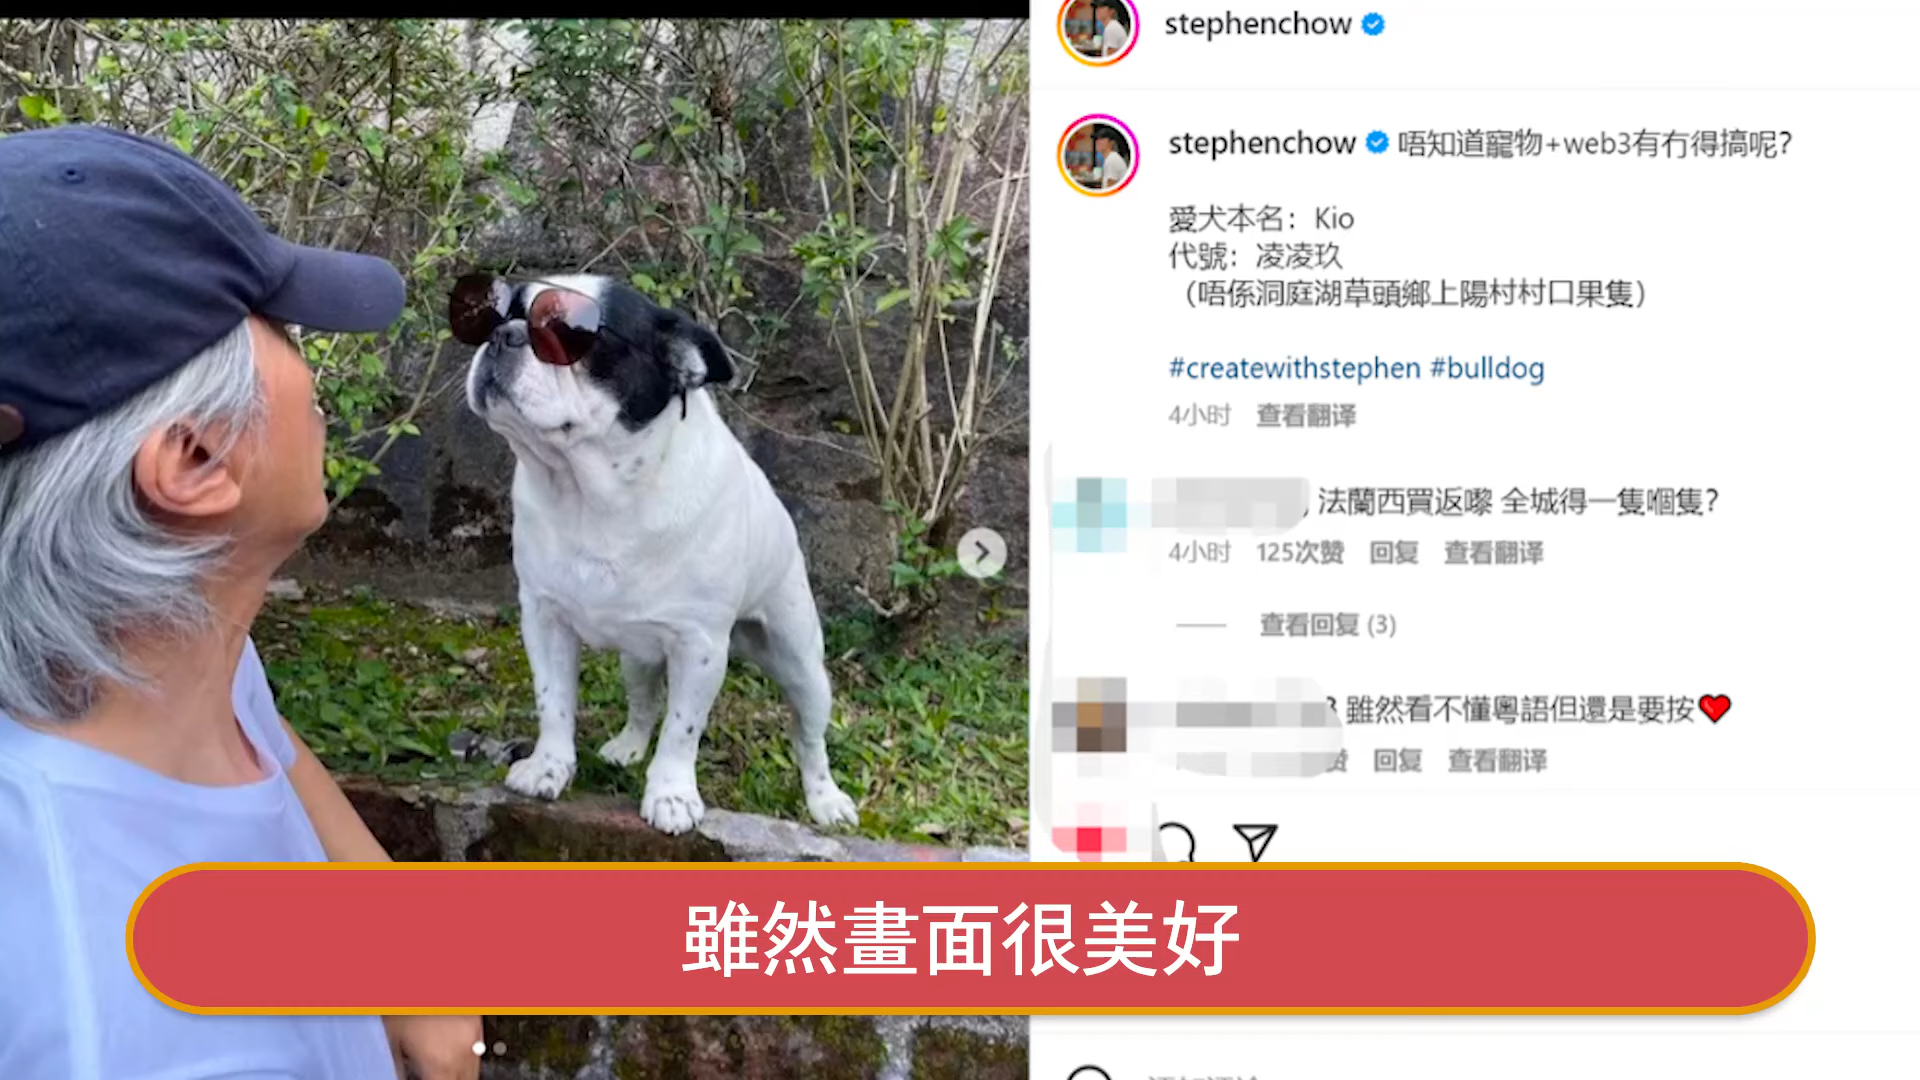 stephenchow
stephenchow 唔知道寵物+web3有冇得搞呢?
愛犬本名：Kio
代號：凌凌玖
（唔係洞庭湖草頭鄉上陽村村口果隻）
#createwithstephen #bulldog
4小时 查看翻译
法蘭西買返嚟 全城得一隻嗰隻?
4小时 125次赞 回复 查看翻译
查看回复 (3)
3 雖然看不懂粵語但還是要按❤
赞 回复 查看翻译
雖然畫面很美好